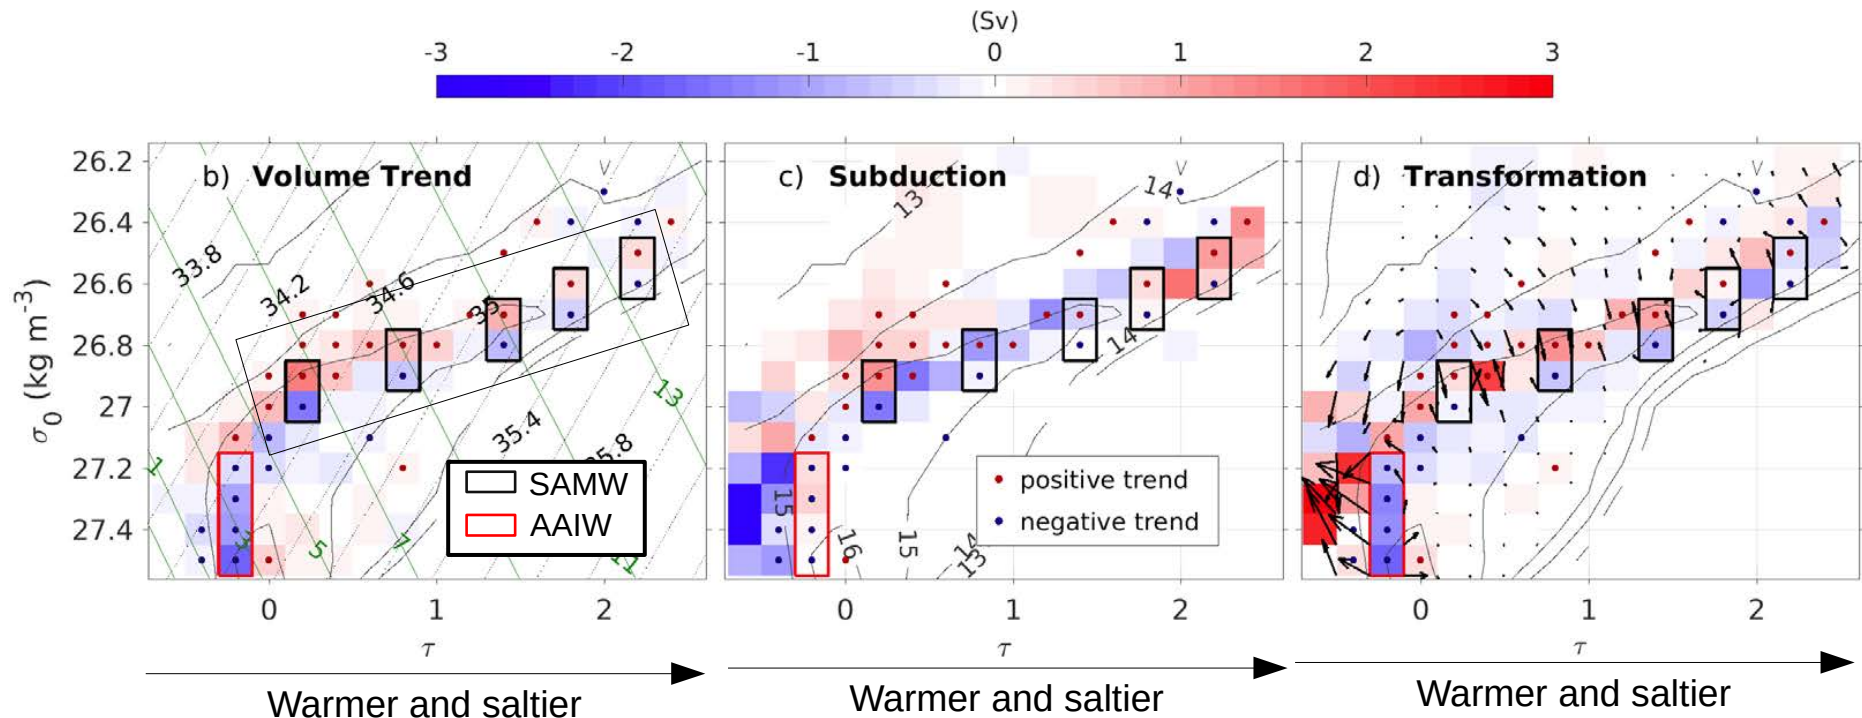 (Sv)
-3 -2 -1 0 1 2 3
b) Volume Trend
c) Subduction
d) Transformation
σ0 (kg m-3)
26.2
26.4
26.6
26.8
27
27.2
27.4
33.8
34.2
34.6
35
35.4
35.8
1
3
5
7
11
13
SAMW
AAIW
0 1 2
τ
Warmer and saltier
13
14
14
15
16
15
14
13
positive trend
negative trend
0 1 2
τ
Warmer and saltier
0 1 2
τ
Warmer and saltier